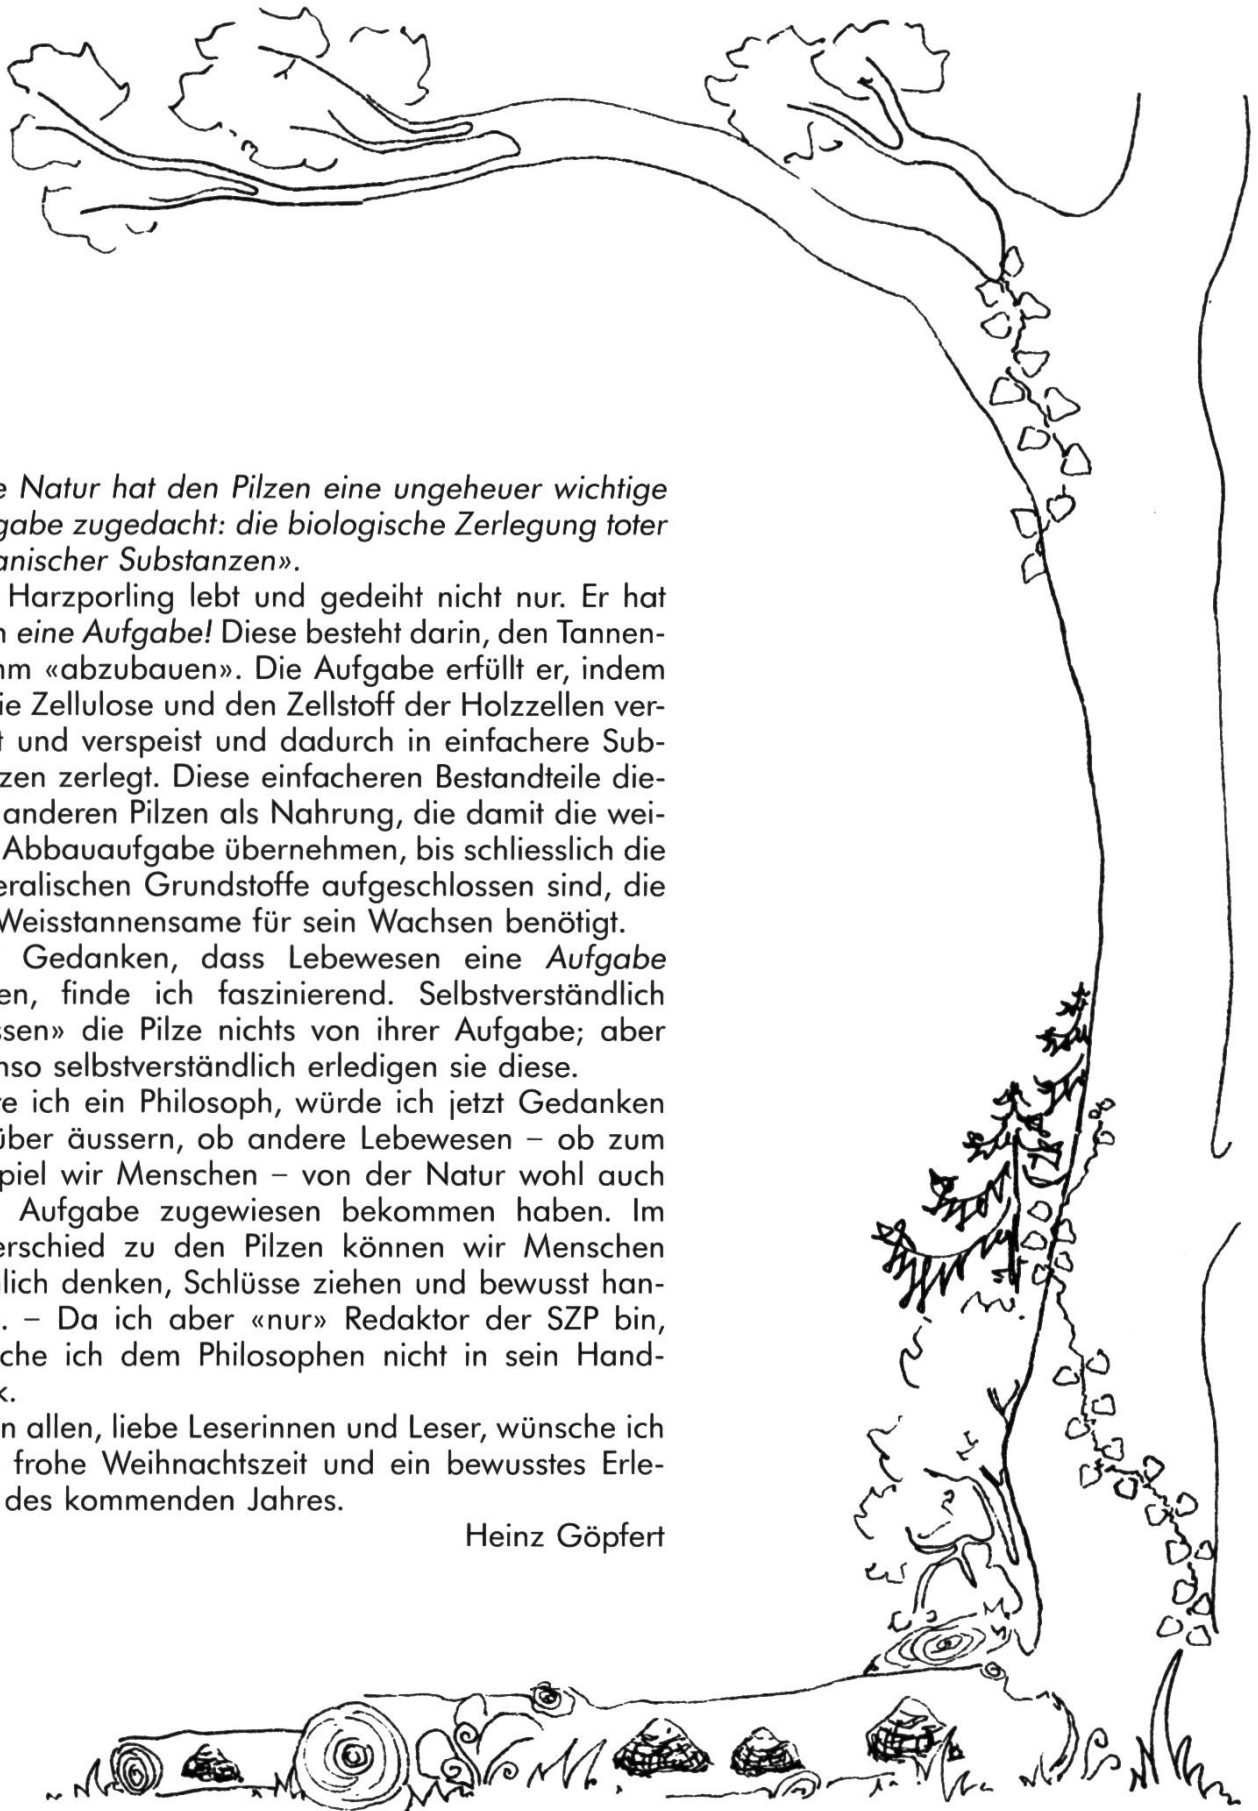 e Natur hat den Pilzen eine ungeheuer wichtige
gabe zugedacht: die biologische Zerlegung toter
anischer Substanzen».
Harzporling lebt und gedeiht nicht nur. Er hat
n eine Aufgabe! Diese besteht darin, den Tannen-
mm «abzubauen». Die Aufgabe erfüllt er, indem
ie Zellulose und den Zellstoff der Holzzellen ver-
t und verspeist und dadurch in einfachere Sub-
zen zerlegt. Diese einfacheren Bestandteile die-
anderen Pilzen als Nahrung, die damit die wei-
Abbauaufgabe übernehmen, bis schliesslich die
eralischen Grundstoffe aufgeschlossen sind, die
Weisstannensame für sein Wachsen benötigt.
Gedanken, dass Lebewesen eine Aufgabe
en, finde ich faszinierend. Selbstverständlich
ssen» die Pilze nichts von ihrer Aufgabe; aber
nso selbstverständlich erledigen sie diese.
re ich ein Philosoph, würde ich jetzt Gedanken
über äussern, ob andere Lebewesen – ob zum
piel wir Menschen – von der Natur wohl auch
Aufgabe zugewiesen bekommen haben. Im
erschied zu den Pilzen können wir Menschen
nlich denken, Schlüsse ziehen und bewusst han-
. – Da ich aber «nur» Redaktor der SZP bin,
che ich dem Philosophen nicht in sein Hand-
k.
n allen, liebe Leserinnen und Leser, wünsche ich
frohe Weihnachtszeit und ein bewusstes Erle-
des kommenden Jahres.
Heinz Göpfert